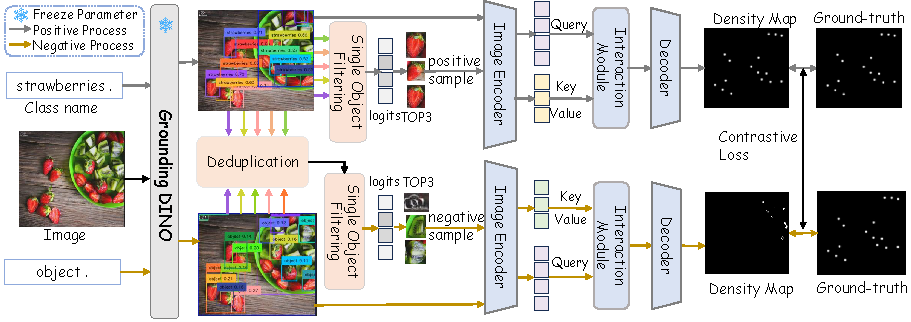 Freeze Parameter
Positive Process
Negative Process
strawberries .
Class name
Image
object .
Grounding DINO
Deduplication
Single Object
Filtering
logits TOP3
positive
sample
Image Encoder
Query
Key
Value
Interaction
Module
Decoder
Density Map
Ground-truth
Contrastive
Loss
Single Object
Filtering
logits TOP3
negative
sample
Image Encoder
Key
Value
Query
Interaction
Module
Decoder
Density Map
Ground-truth